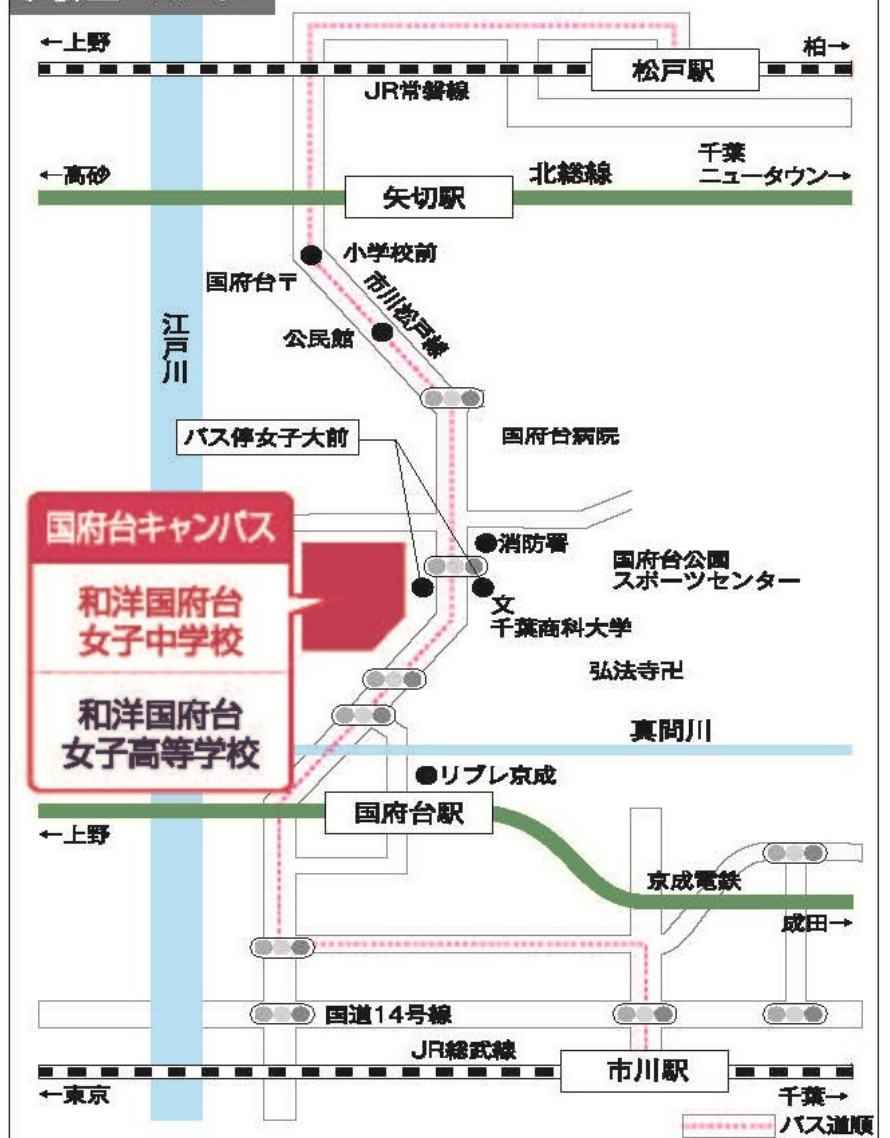 ←上野
柏→
松戸駅
JR常磐線
←高砂
矢切駅
北総線
千葉
ニュータウン→
小学校前
国府台〒
市川松戸線
公民館
江戸川
バス停女子大前
国府台病院
国府台キャンパス
和洋国府台
女子中学校
和洋国府台
女子高等学校
消防署
国府台公園
スポーツセンター
文
千葉商科大学
弘法寺卍
真間川
リブレ京成
国府台駅
←上野
京成電鉄
成田→
国道14号線
JR総武線
市川駅
←東京
千葉→
バス道順